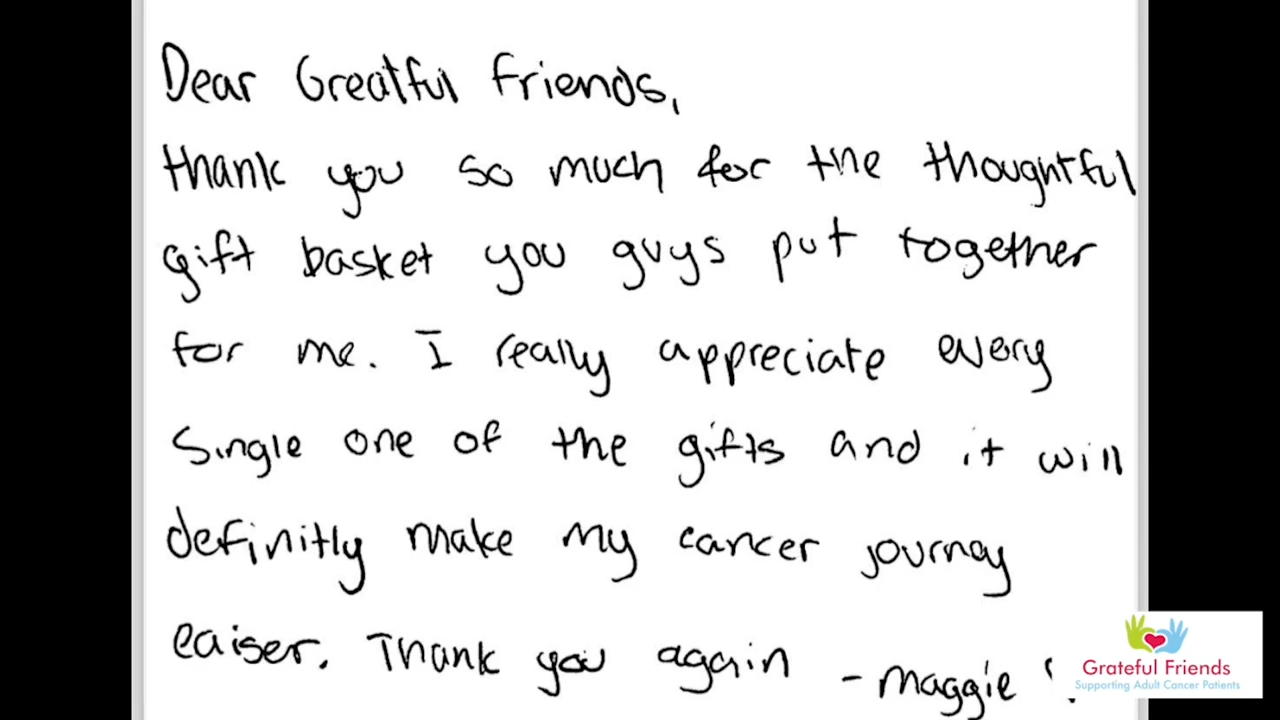 Dear Greatful Friends,
thank you so much for the thoughtful
gift basket you guys put together
for me. I really appreciate every
single one of the gifts and it will
definitly make my cancer journey
eaiser. Thank you again - maggie
Grateful Friends
Supporting Adult Cancer Patients